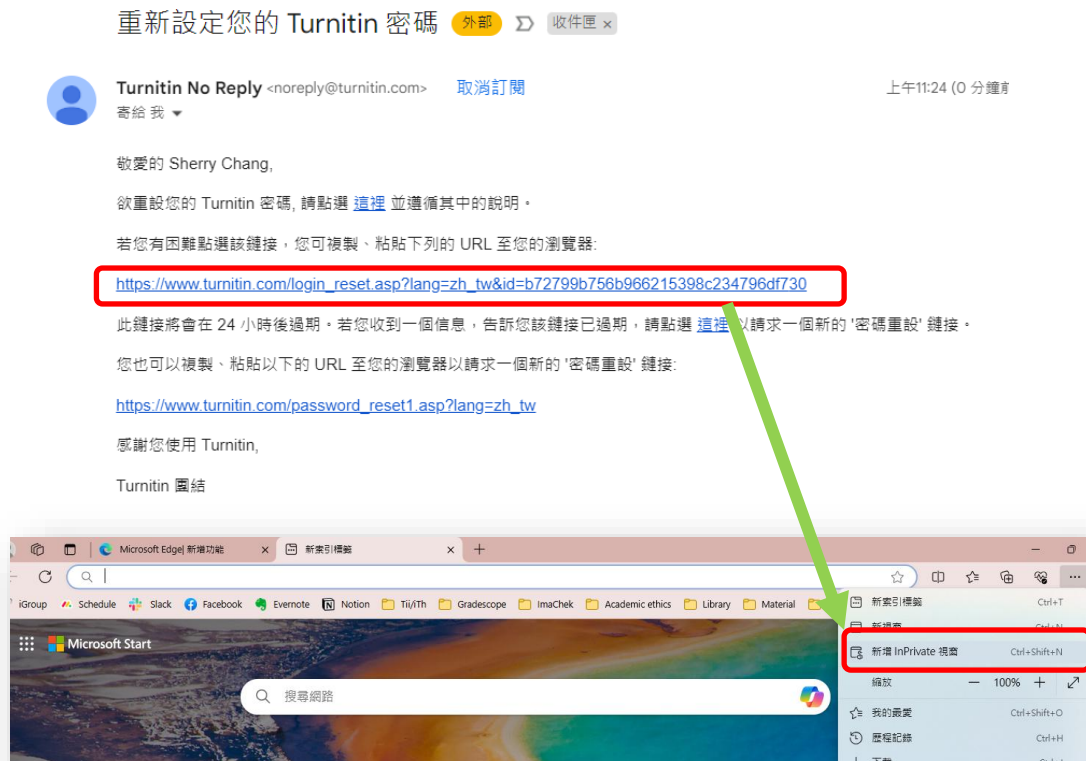 重新設定您的 Turnitin 密碼 外部 收件匣 ×
Turnitin No Reply <noreply@turnitin.com> 取消訂閱 上午11:24 (0 分鐘前
寄給 我
敬愛的 Sherry Chang,
欲重設您的 Turnitin 密碼, 請點選 這裡 並遵循其中的說明。
若您有困難點選該鏈接，您可複製、粘貼下列的 URL 至您的瀏覽器:
https://www.turnitin.com/login_reset.asp?lang=zh_tw&id=b72799b756b966215398c234796df730
此鏈接將會在 24 小時後過期。若您收到一個信息，告訴您該鏈接已過期，請點選 這裡 以請求一個新的 '密碼重設' 鏈接。
您也可以複製、粘貼以下的 URL 至您的瀏覽器以請求一個新的 '密碼重設' 鏈接:
https://www.turnitin.com/password_reset1.asp?lang=zh_tw
感謝您使用 Turnitin,
Turnitin 團結
Microsoft Edge| 新增功能 新索引標籤
iGroup Schedule Slack Facebook Evernote Notion Tii/iTh Gradescope ImaChek Academic ethics Library Material
新索引標籤 Ctrl+T
新視窗 Ctrl+N
Microsoft Start
新增 InPrivate 視窗 Ctrl+Shift+N
縮放 — 100% +
搜尋網路
我的最愛 Ctrl+Shift+O
歷程記錄 Ctrl+H